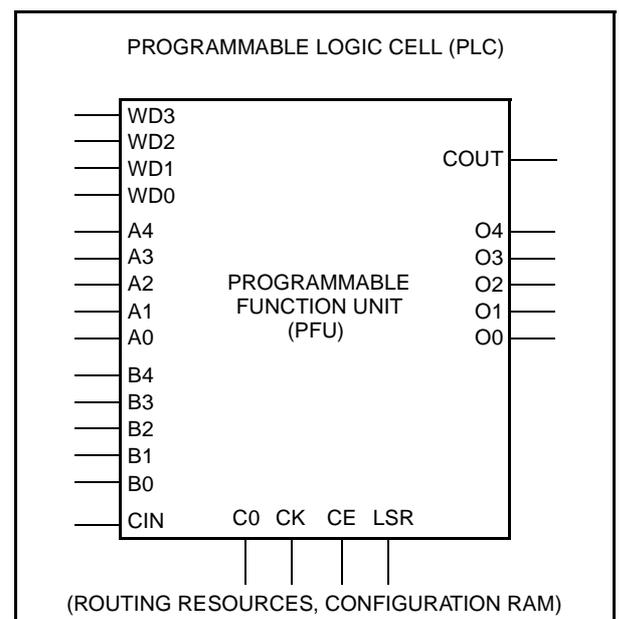 PROGRAMMABLE LOGIC CELL (PLC)
WD3
WD2
WD1
WD0
A4
A3
A2
A1
A0
B4
B3
B2
B1
B0
CIN
PROGRAMMABLE
FUNCTION UNIT
(PFU)
COUT
O4
O3
O2
O1
O0
C0 CK CE LSR
(ROUTING RESOURCES, CONFIGURATION RAM)